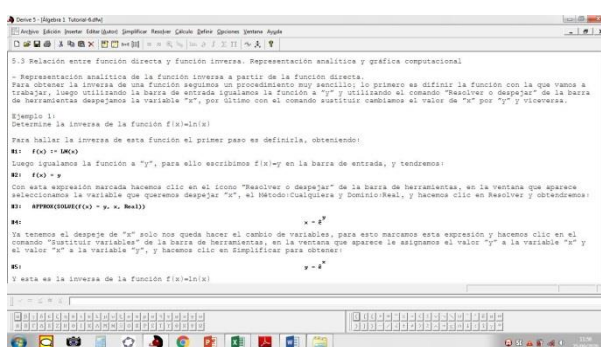 Derive 5 - [Álgebra 1 Tutorial-6.dfw]
Archivo Edición Insertar Editar (Autor) Simplificar Resolver Cálculo Definir Opciones Ventana Ayuda
5.3 Relación entre función directa y función inversa. Representación analítica y gráfica computacional
- Representación analítica de la función inversa a partir de la función directa.
Para obtener la inversa de una función seguimos un procedimiento muy sencillo; lo primero es difinir la función con la que vamos a
trabajar, luego utilizando la barra de entrada igualamos la función a "y" y utilizando el comando "Resolver o despejar" de la barra
de herramientas despejamos la variable "x", por último con el comando sustituir cambiamos el valor de "x" por "y" y viceversa.
Ejemplo 1:
Determine la inversa de la función f(x)=ln(x)
Para hallar la inversa de esta función el primer paso es definirla, obteniendo:
#1: f(x) := LN(x)
Luego igualamos la función a "y", para ello escribimos f(x)=y en la barra de entrada, y tendremos:
#2: f(x) = y
Con esta expresión marcada hacemos clic en el icono "Resolver o despejar" de la barra de herramientas, en la ventana que aparece
seleccionamos la variable que queremos despejar "x", el Método:Cualquiera y Dominio:Real, y hacemos clic en Resolver y obtendremos:
#3: APPROX(SOLVE(f(x) = y, x, Real))
#4: x = ê^y
Ya tenemos el despeje de "x" solo nos queda hacer el cambio de variables, para esto marcamos esta expresión y hacemos clic en el
comando "Sustituir variables" de la barra de herramientas, en la ventana que aparece le asignamos el valor "y" a la variable "x" y
el valor "x" a la variable "y", y hacemos clic en Simplificar para obtener:
#5: y = ê^x
Y esta es la inversa de la función f(x)=ln(x)